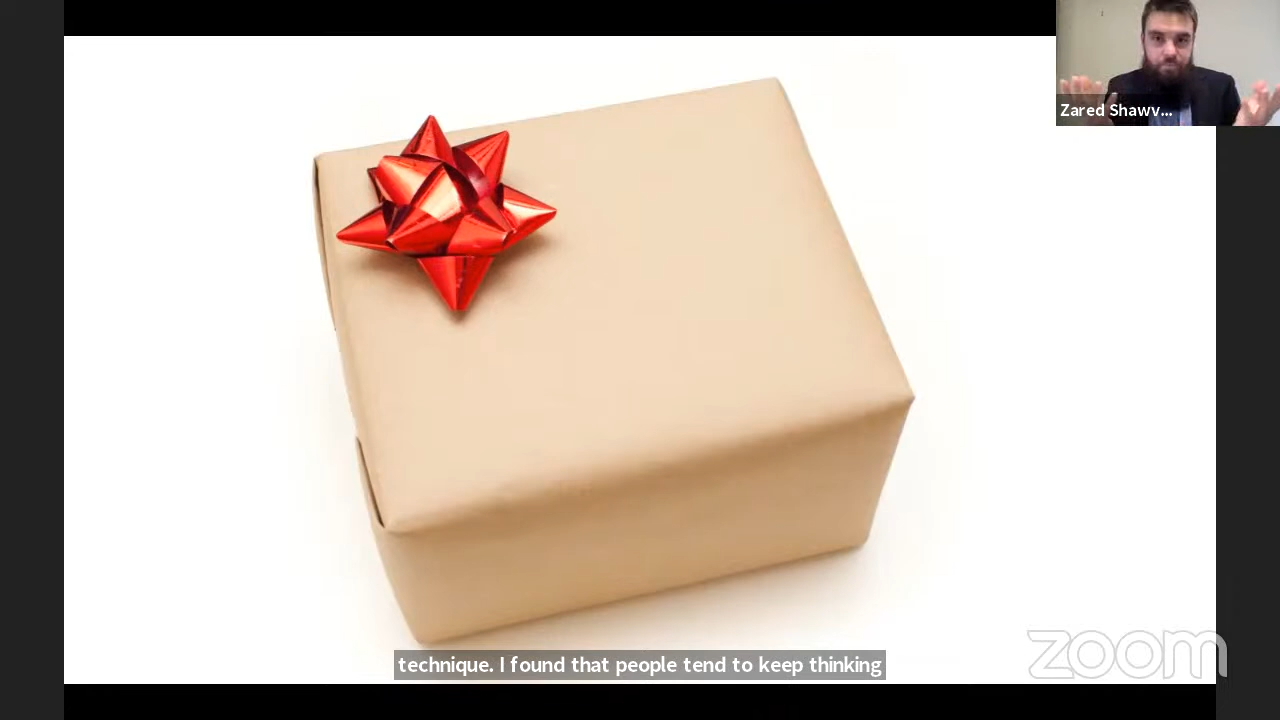 Zared Shawv...
technique. I found that people tend to keep thinking
zoom